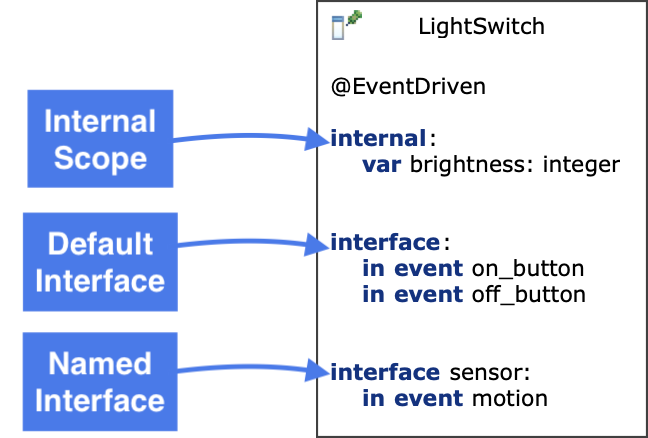 LightSwitch
@EventDriven
Internal
Scope
internal:
var brightness: integer
Default
Interface
interface:
in event on_button
in event off_button
Named
Interface
interface sensor:
in event motion